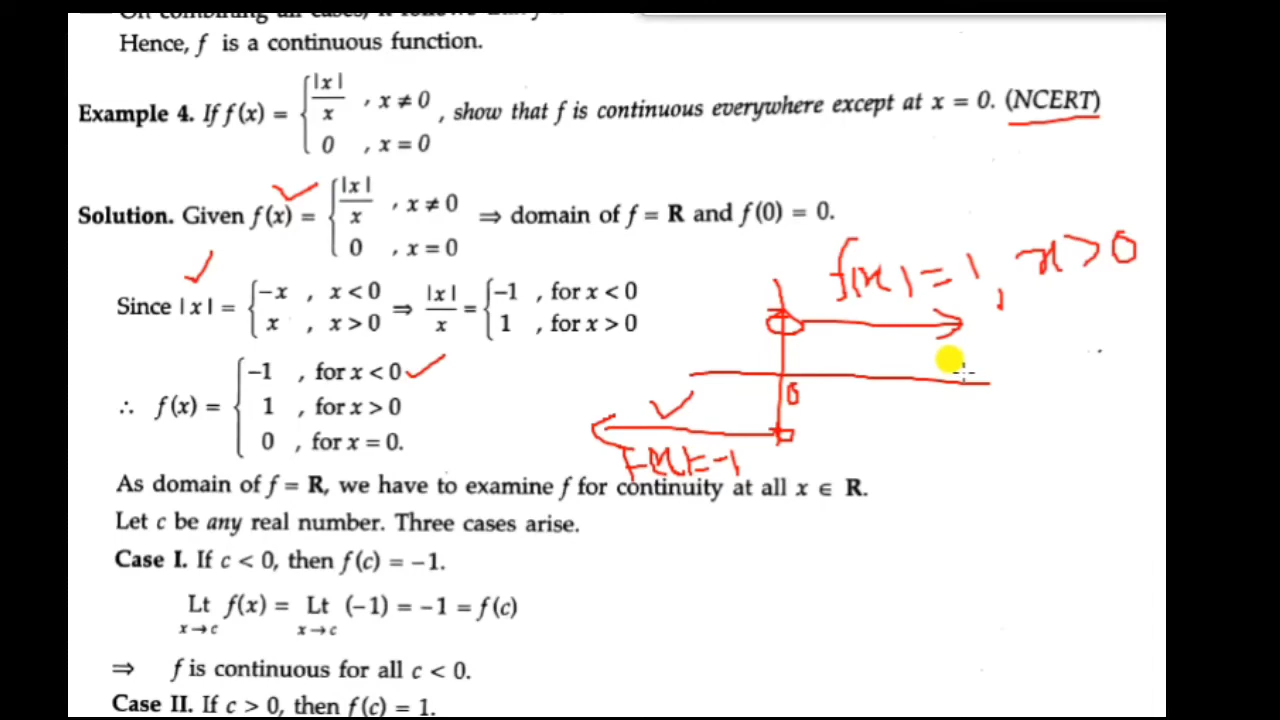 Hence, f is a continuous function.
Example 4. If f(x) = { |x|/x , x ≠ 0
0 , x = 0 , show that f is continuous everywhere except at x = 0. (NCERT)
Solution. Given f(x) = { |x|/x , x ≠ 0
0 , x = 0 ⇒ domain of f = R and f(0) = 0.
Since |x| = { -x , x < 0
x , x > 0 ⇒ |x|/x = { -1 , for x < 0
1 , for x > 0
f(x) = 1, x > 0
0
f(x) = -1
∴ f(x) = { -1 , for x < 0
1 , for x > 0
0 , for x = 0.
As domain of f = R, we have to examine f for continuity at all x ∈ R.
Let c be any real number. Three cases arise.
Case I. If c < 0, then f(c) = -1.
Lt x→c f(x) = Lt x→c (-1) = -1 = f(c)
⇒ f is continuous for all c < 0.
Case II. If c > 0, then f(c) = 1.